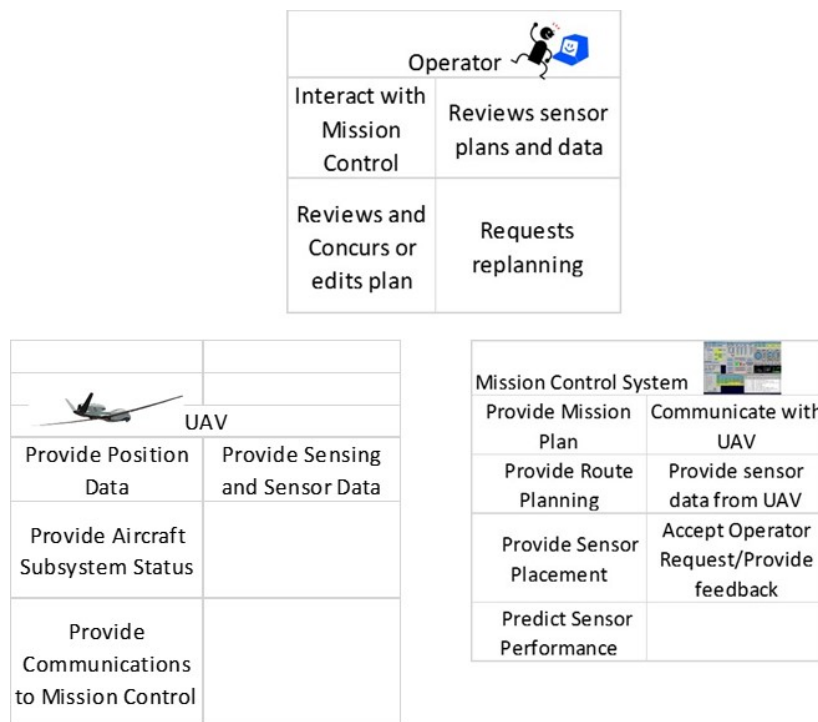 Operator
Interact with
Mission
Control
Reviews sensor
plans and data
Reviews and
Concurs or
edits plan
Requests
replanning
UAV
Provide Position
Data
Provide Sensing
and Sensor Data
Provide Aircraft
Subsystem Status
Provide
Communications
to Mission Control
Mission Control System
Provide Mission
Plan
Communicate with
UAV
Provide Route
Planning
Provide sensor
data from UAV
Provide Sensor
Placement
Accept Operator
Request/Provide
feedback
Predict Sensor
Performance